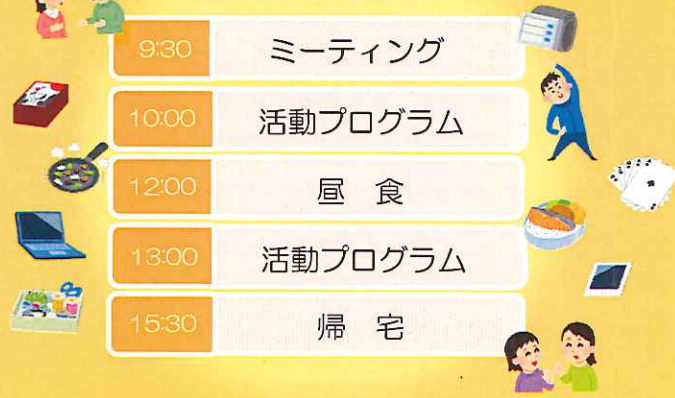 9:30 ミーティング
10:00 活動プログラム
12:00 昼 食
13:00 活動プログラム
15:30 帰 宅